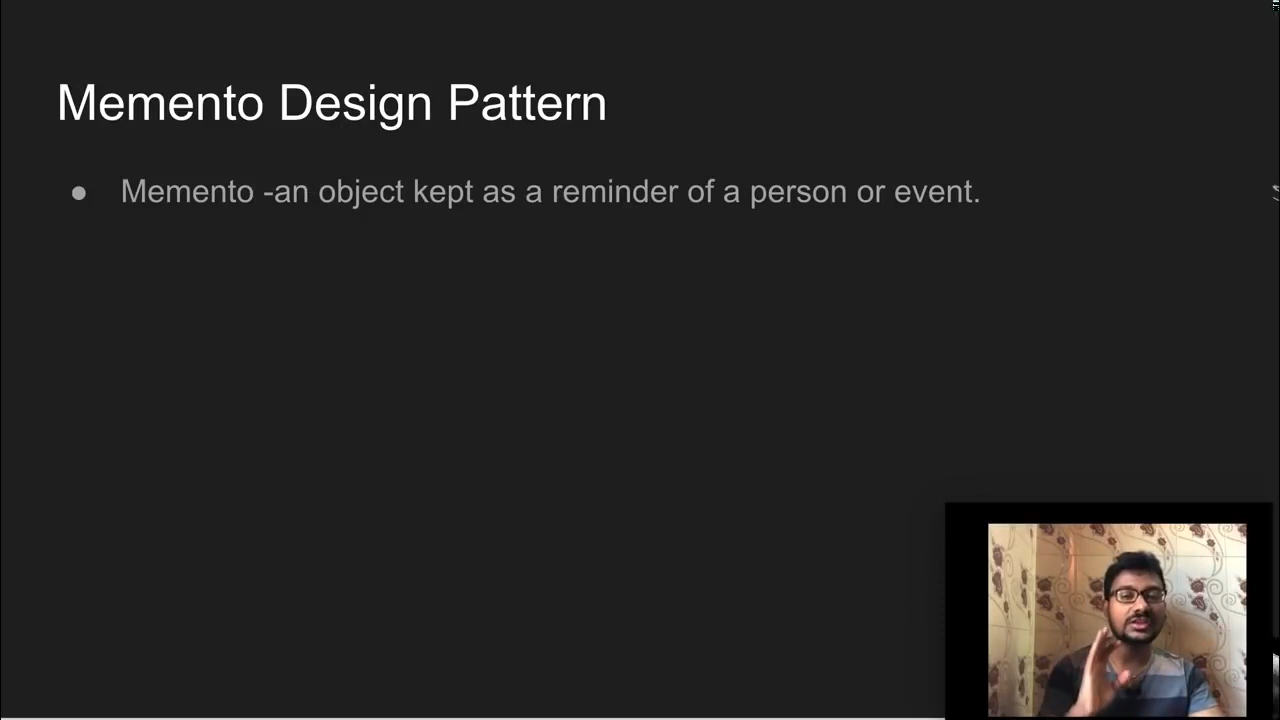 Memento Design Pattern
● Memento -an object kept as a reminder of a person or event.